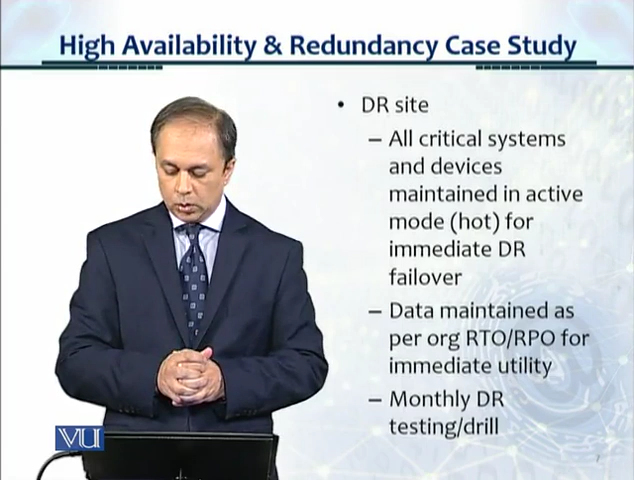 High Availability & Redundancy Case Study
• DR site
– All critical systems
and devices
maintained in active
mode (hot) for
immediate DR
failover
– Data maintained as
per org RTO/RPO for
immediate utility
– Monthly DR
testing/drill
VU
7